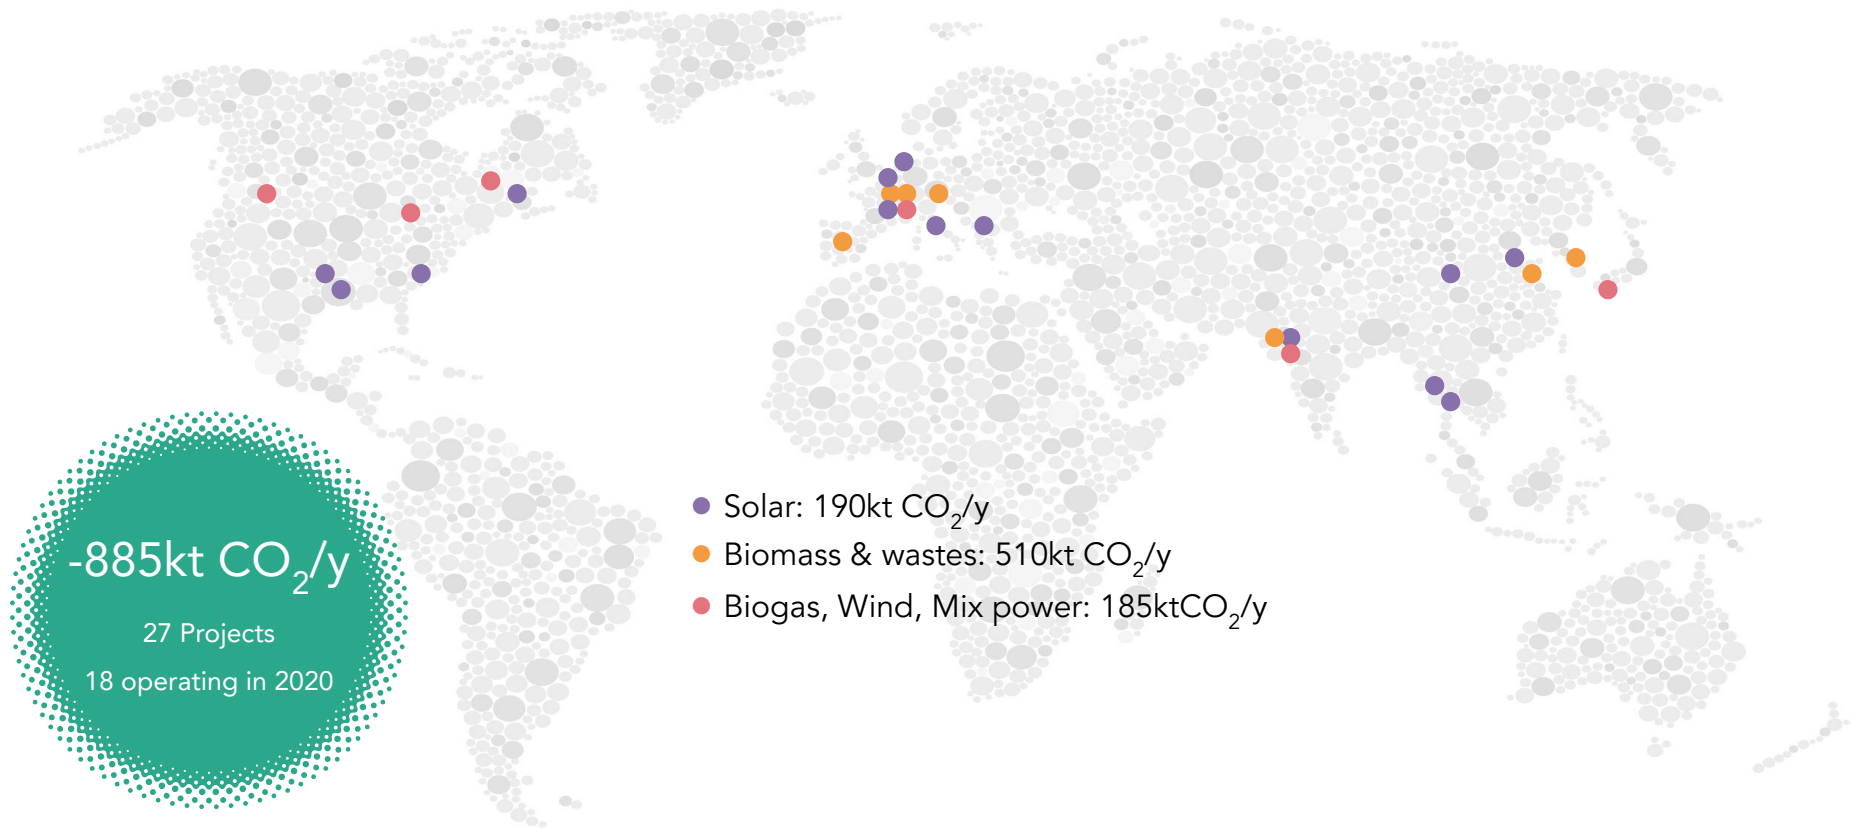 -885kt CO₂/y
27 Projects
18 operating in 2020
Solar: 190kt CO₂/y
Biomass & wastes: 510kt CO₂/y
Biogas, Wind, Mix power: 185ktCO₂/y